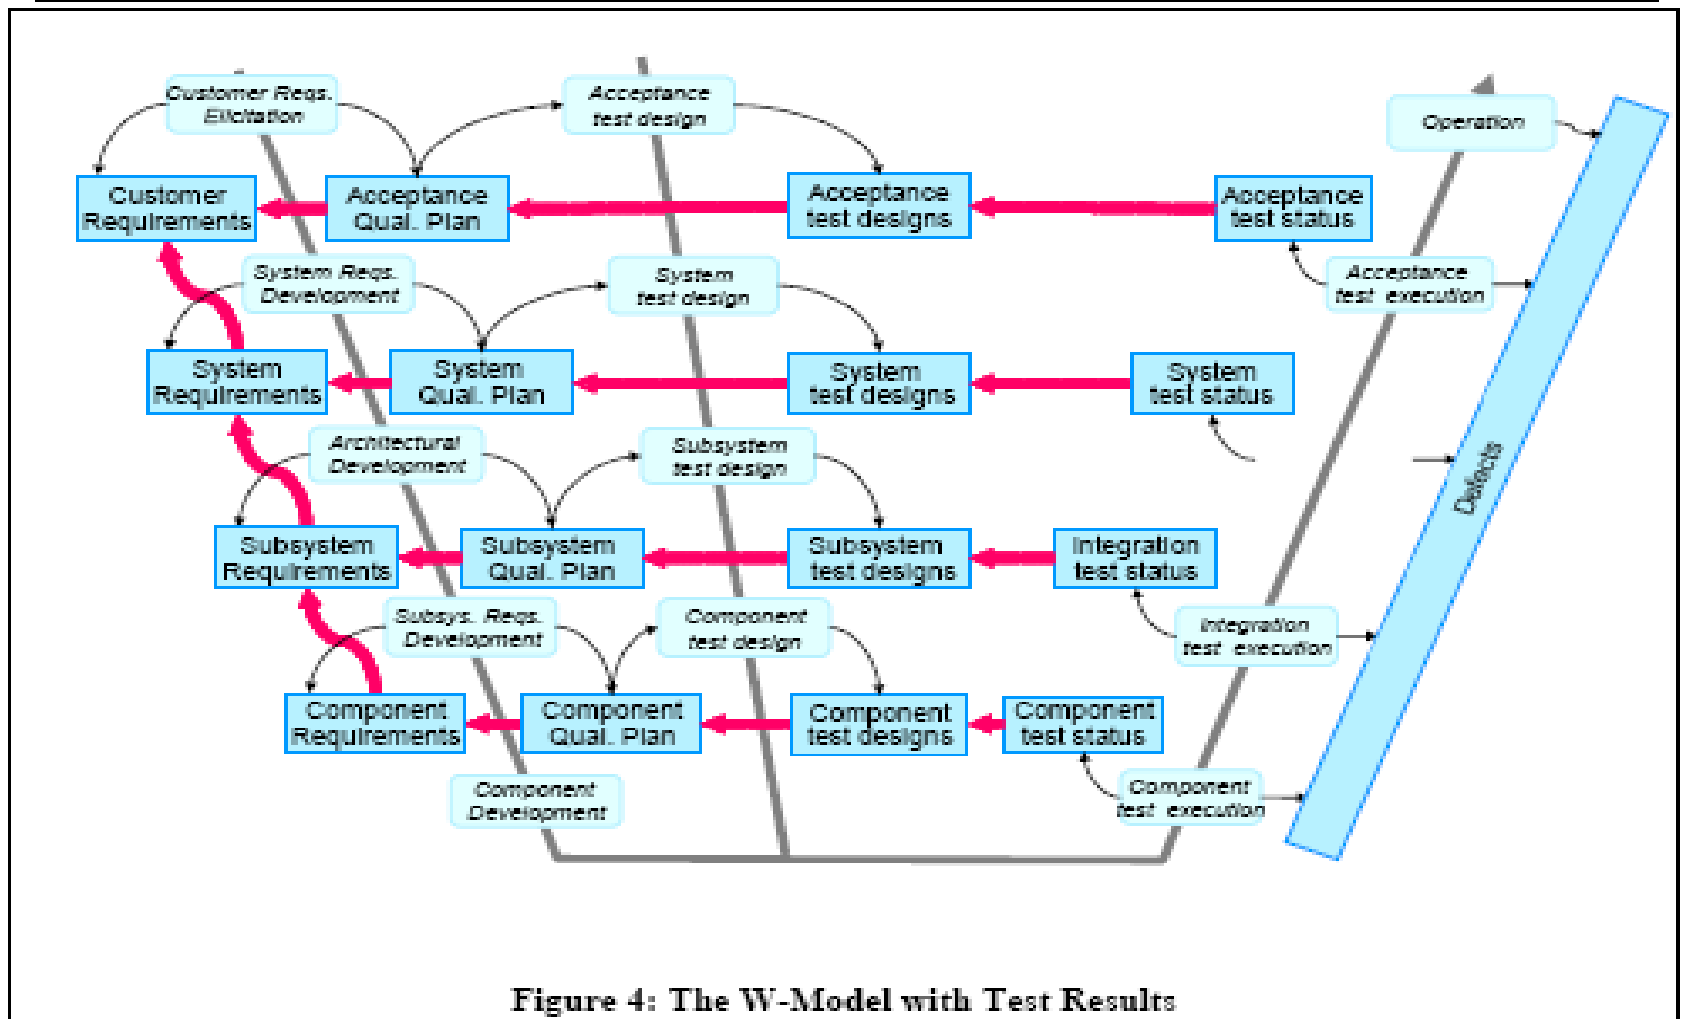 Customer Reqs.
Elicitation
Acceptance
test design
Operation
Customer
Requirements
Acceptance
Qual. Plan
Acceptance
test designs
Acceptance
test status
System Reqs.
Development
System
test design
Acceptance
test execution
System
Requirements
System
Qual. Plan
System
test designs
System
test status
Architectural
Development
Subsystem
test design
Defects
Subsystem
Requirements
Subsystem
Qual. Plan
Subsystem
test designs
Integration
test status
Subsys. Reqs.
Development
Component
test design
Integration
test execution
Component
Requirements
Component
Qual. Plan
Component
test designs
Component
test status
Component
Development
Component
test execution
Figure 4: The W-Model with Test Results